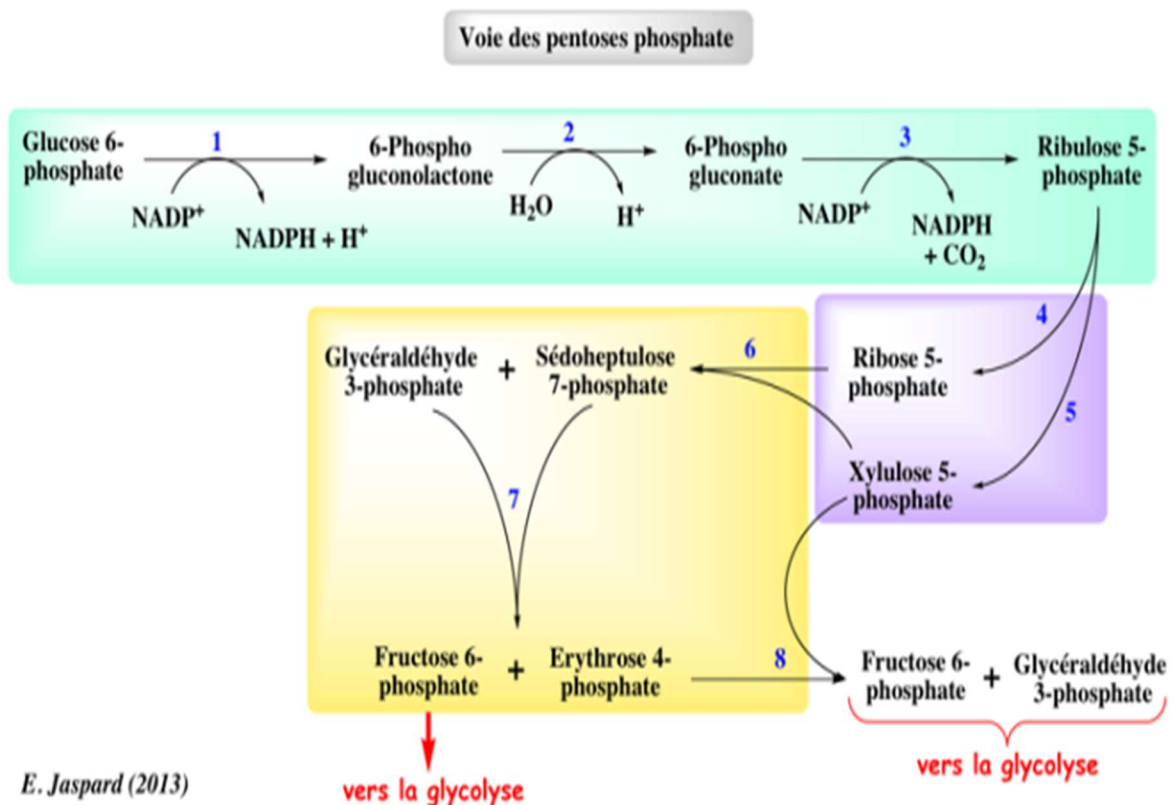 Voie des pentoses phosphate
Glucose 6-
phosphate
1
NADP⁺
NADPH + H⁺
6-Phospho
gluconolactone
2
H₂O
H⁺
6-Phospho
gluconate
3
NADP⁺
NADPH
+ CO₂
Ribulose 5-
phosphate
4
5
Ribose 5-
phosphate
Xylulose 5-
phosphate
6
Glycéraldéhyde
3-phosphate
+
Sédoheptulose
7-phosphate
7
Fructose 6-
phosphate
+
Erythrose 4-
phosphate
8
Fructose 6-
phosphate
+
Glycéraldéhyde
3-phosphate
vers la glycolyse
vers la glycolyse
E. Jaspard (2013)